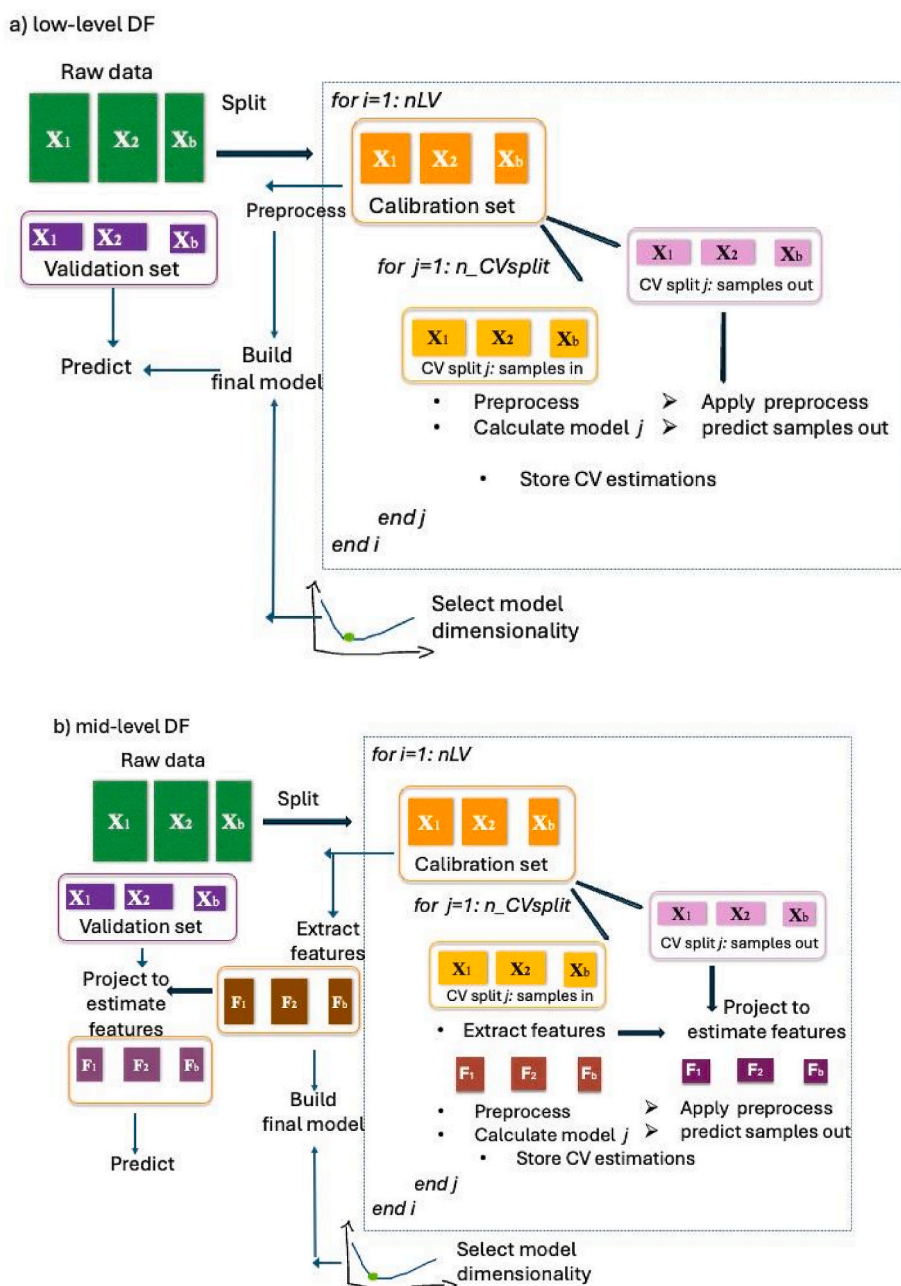 a) low-level DF
Raw data
Split
for i=1: nLV
X1 X2 Xb
X1 X2 Xb
Calibration set
Preprocess
X1 X2 Xb
Validation set
for j=1: n_CVsplit
X1 X2 Xb
CV split j: samples out
X1 X2 Xb
CV split j: samples in
Predict
Build
final model
• Preprocess
➢ Apply preprocess
• Calculate model j
➢ predict samples out
• Store CV estimations
end j
end i
Select model
dimensionality
b) mid-level DF
Raw data
Split
for i=1: nLV
X1 X2 Xb
X1 X2 Xb
Calibration set
X1 X2 Xb
Validation set
for j=1: n_CVsplit
X1 X2 Xb
CV split j: samples out
Extract
features
X1 X2 Xb
CV split j: samples in
Project to
estimate
features
F1 F2 Fb
Project to
estimate features
• Extract features
F1 F2 Fb
F1 F2 Fb
F1 F2 Fb
Build
final model
• Preprocess
➢ Apply preprocess
• Calculate model j
➢ predict samples out
• Store CV estimations
Predict
end j
end i
Select model
dimensionality